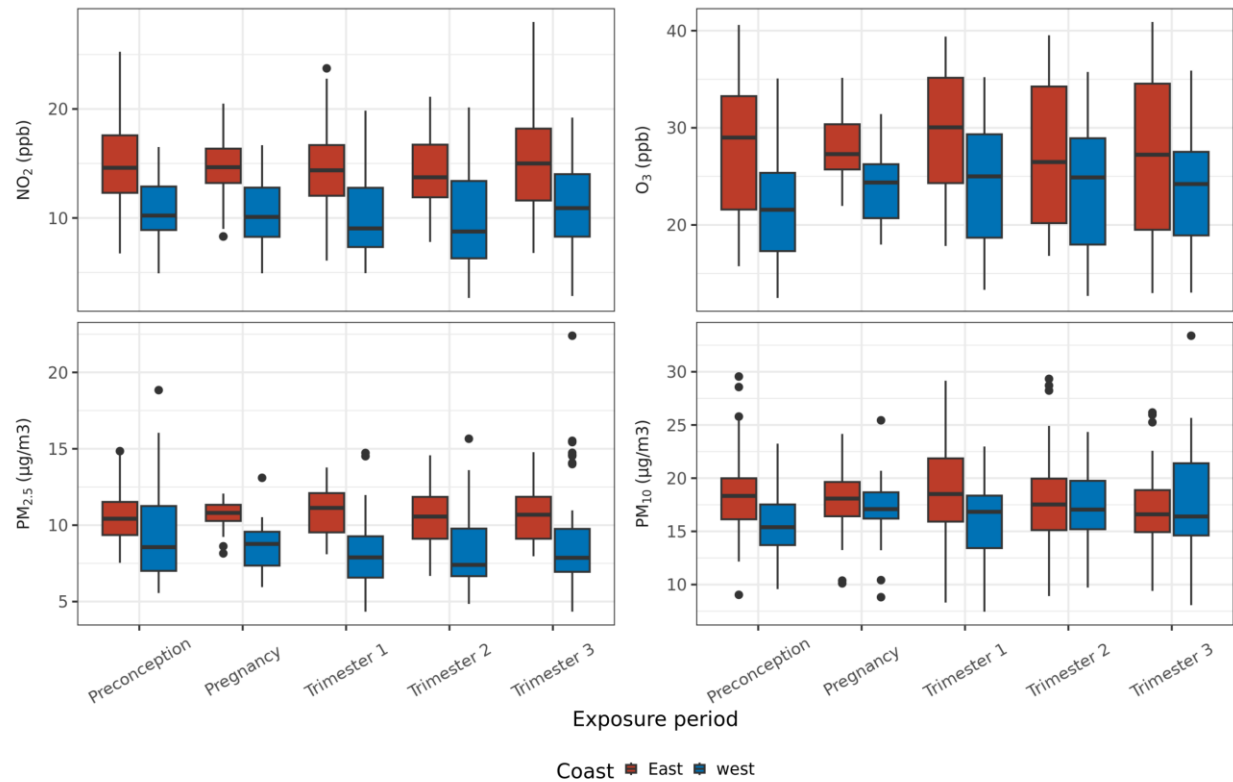 NO₂ (ppb)
20
10
O₃ (ppb)
40
30
20
PM₂.₅ (µg/m3)
20
15
10
5
PM₁₀ (µg/m3)
30
25
20
15
10
Preconception
Pregnancy
Trimester 1
Trimester 2
Trimester 3
Preconception
Pregnancy
Trimester 1
Trimester 2
Trimester 3
Exposure period
Coast East west